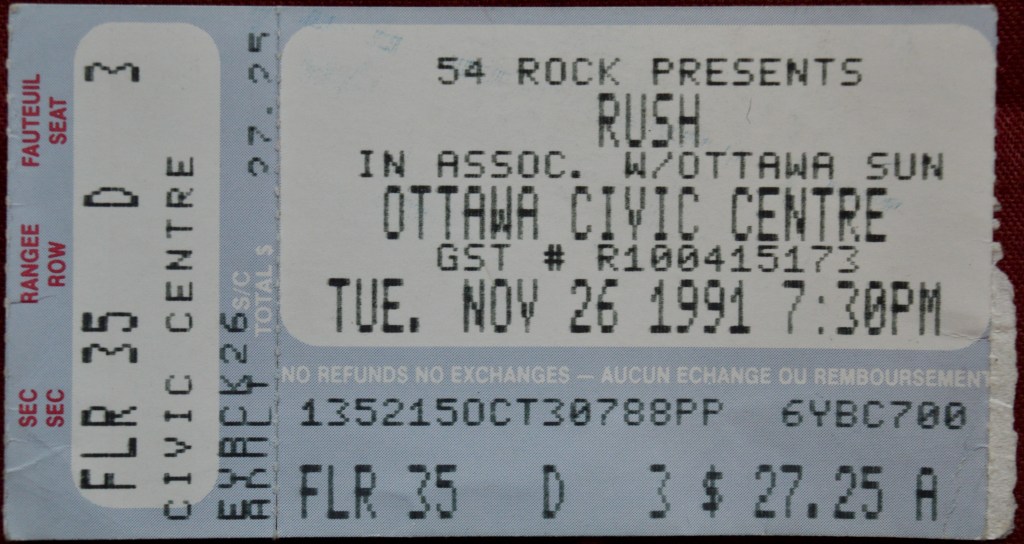 FAUTEUIL
SEAT
RANGEE
ROW
SEC
SEC
FLR 35 D 3
CIVIC CENTRE
S/C
TOTAL $
27.25
54 ROCK PRESENTS
RUSH
IN ASSOC. W/OTTAWA SUN
OTTAWA CIVIC CENTRE
GST # R100415173
TUE. NOV 26 1991 7:30PM
NO REFUNDS NO EXCHANGES — AUCUN ECHANGE OU REMBOURSEMENT
135215OCT30788PP 6YBC700
FLR 35 D 3 $ 27.25 A